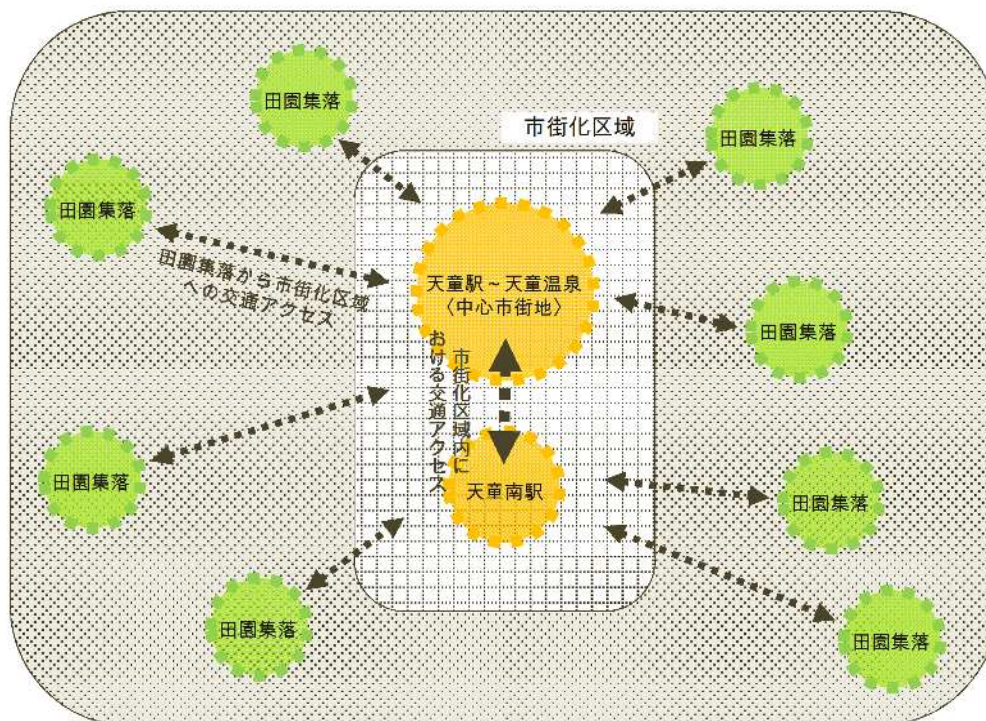 田園集落
市街化区域
田園集落
田園集落
田園集落から市街化区域
への交通アクセス
天童駅～天童温泉
〈中心市街地〉
田園集落
市街化区域内に
おける交通アクセス
田園集落
天童南駅
田園集落
田園集落
田園集落